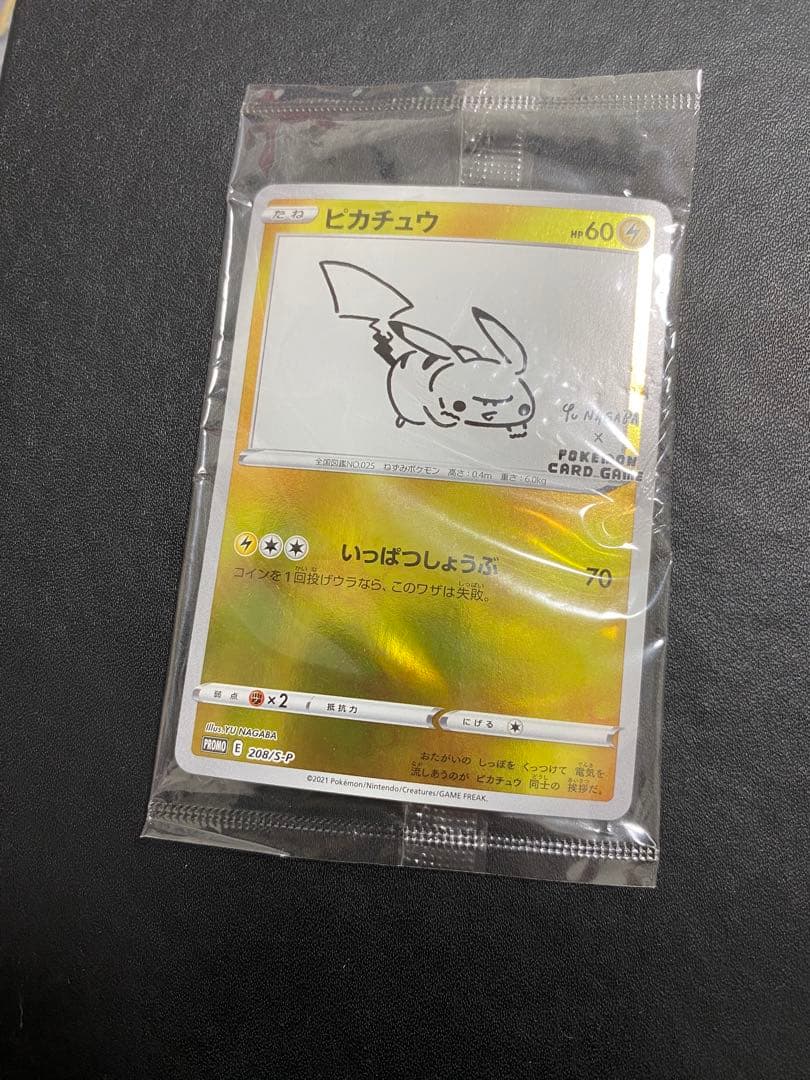 たね ピカチュウ HP60
Yu NAGABA
×
POKÉMON
CARD GAME
全国図鑑NO.025 ねずみポケモン 高さ:0.4m 重さ:6.0kg
いっぱつしょうぶ 70
コインを1回投げウラなら、このワザは失敗。
弱点 ×2 抵抗力 にげる
Illus. YU NAGABA
PROMO E 208/S-P
おたがいの しっぽを くっつけて 電気を
流しあうのが ピカチュウ 同士の 挨拶だ。
©2021 Pokémon/Nintendo/Creatures/GAME FREAK.